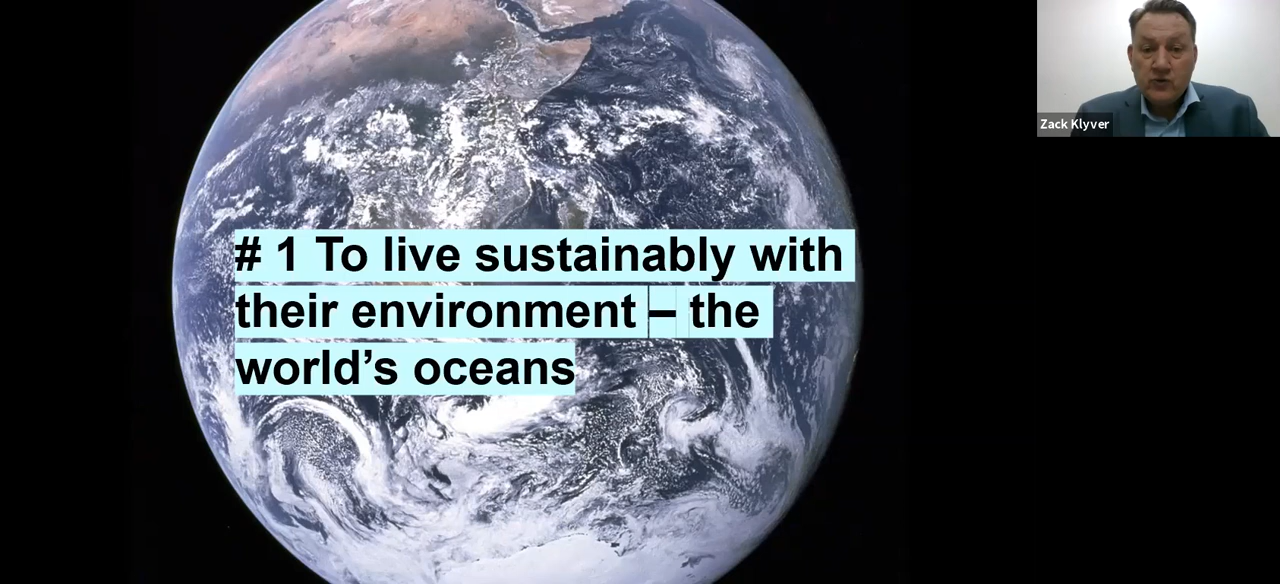 # 1 To live sustainably with
their environment – the
world’s oceans
Zack Klyver